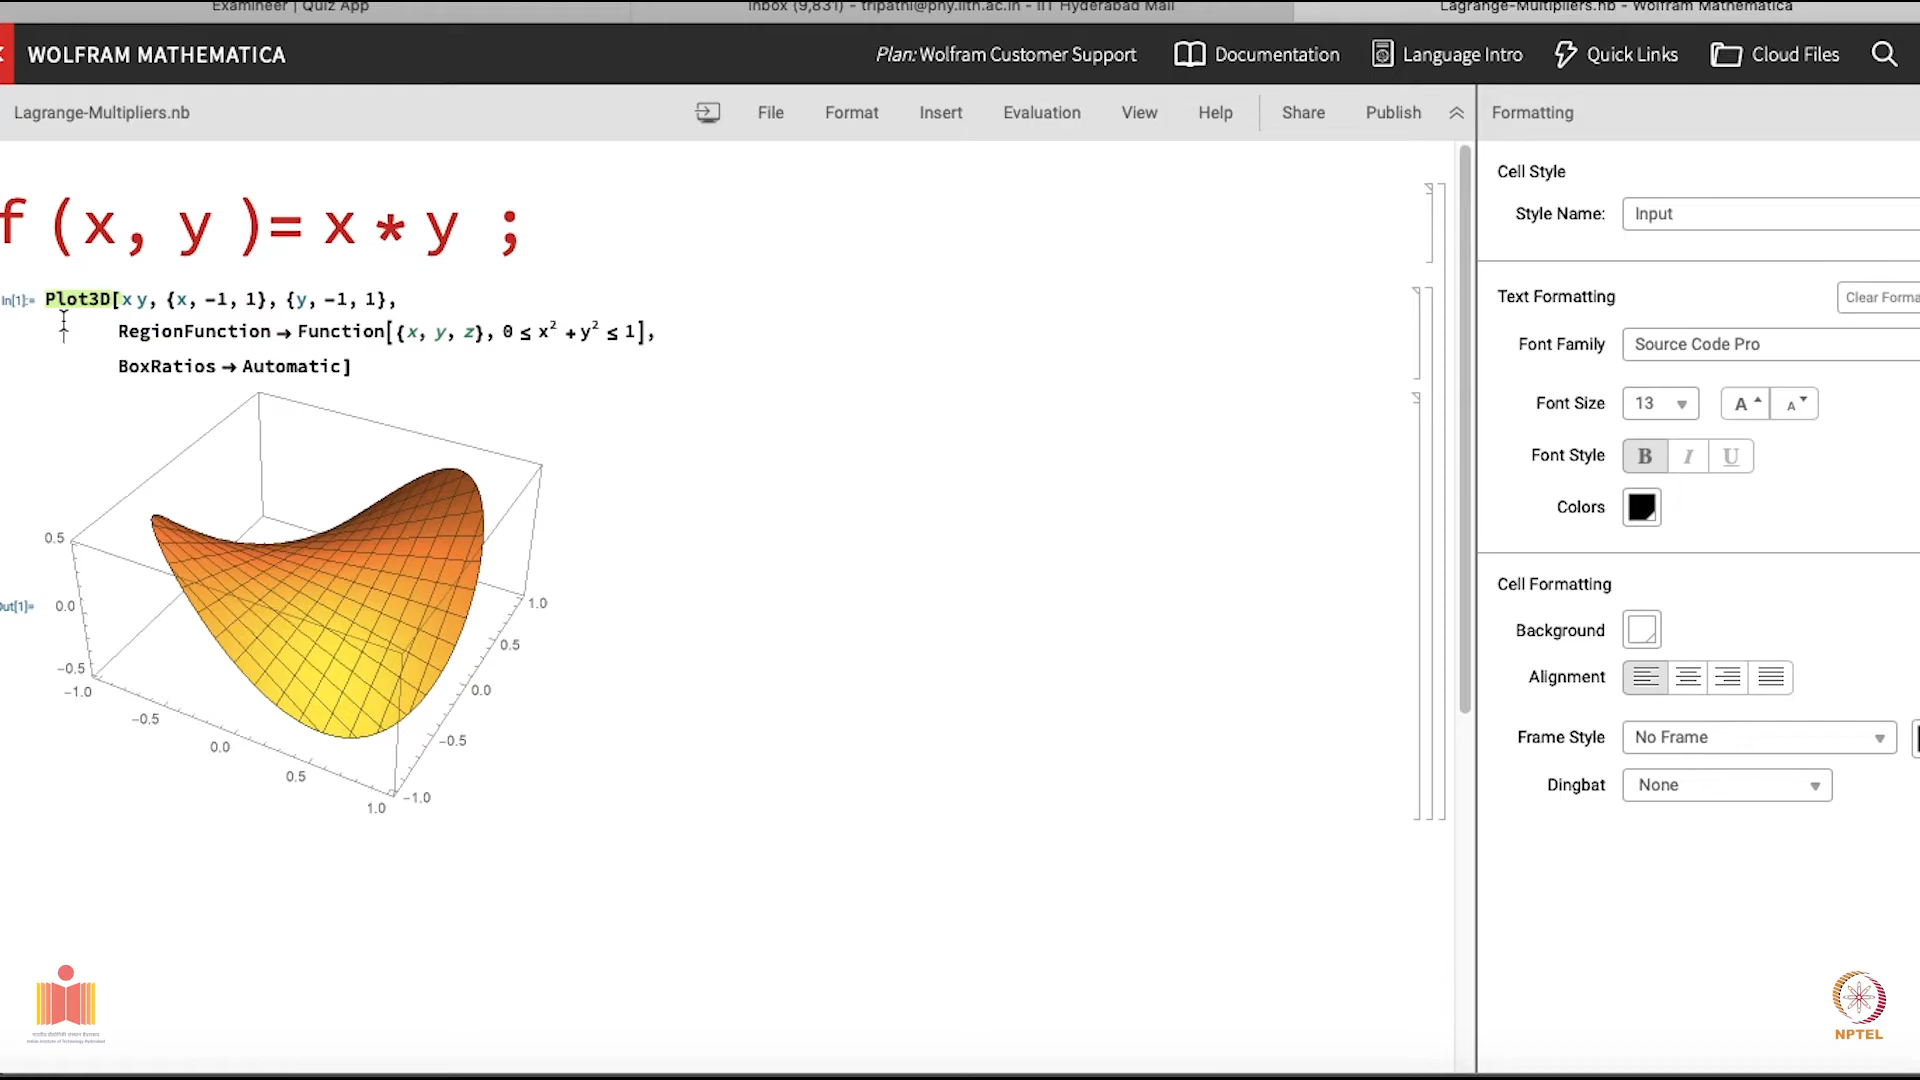 Examineer | Quiz App
Inbox (9,831) - tripathi@phy.iith.ac.in - IIT Hyderabad Mail
Lagrange-Multipliers.nb - Wolfram Mathematica
WOLFRAM MATHEMATICA
Plan: Wolfram Customer Support
Documentation
Language Intro
Quick Links
Cloud Files
Lagrange-Multipliers.nb
File
Format
Insert
Evaluation
View
Help
Share
Publish
f (x, y )= x * y ;
In[1]:= Plot3D[x y, {x, -1, 1}, {y, -1, 1},
RegionFunction → Function[{x, y, z}, 0 ≤ x² + y² ≤ 1],
BoxRatios → Automatic]
Out[1]=
0.5
0.0
-0.5
-1.0
-0.5
0.0
0.5
1.0
-1.0
-0.5
0.0
0.5
1.0
Formatting
Cell Style
Style Name: Input
Text Formatting
Clear Forma
Font Family Source Code Pro
Font Size 13 A A
Font Style B I U
Colors
Cell Formatting
Background
Alignment
Frame Style No Frame
Dingbat None
NPTEL